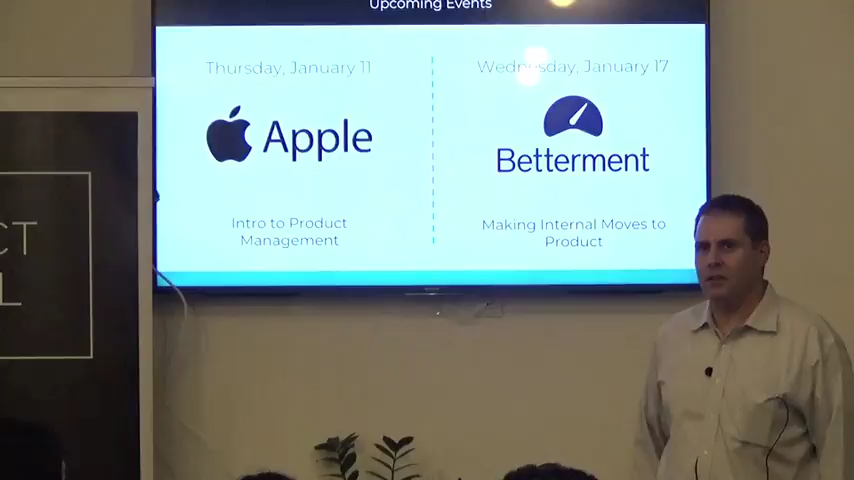 Upcoming Events
Thursday, January 11
Apple
Intro to Product
Management
Wednesday, January 17
Betterment
Making Internal Moves to
Product
CT
L